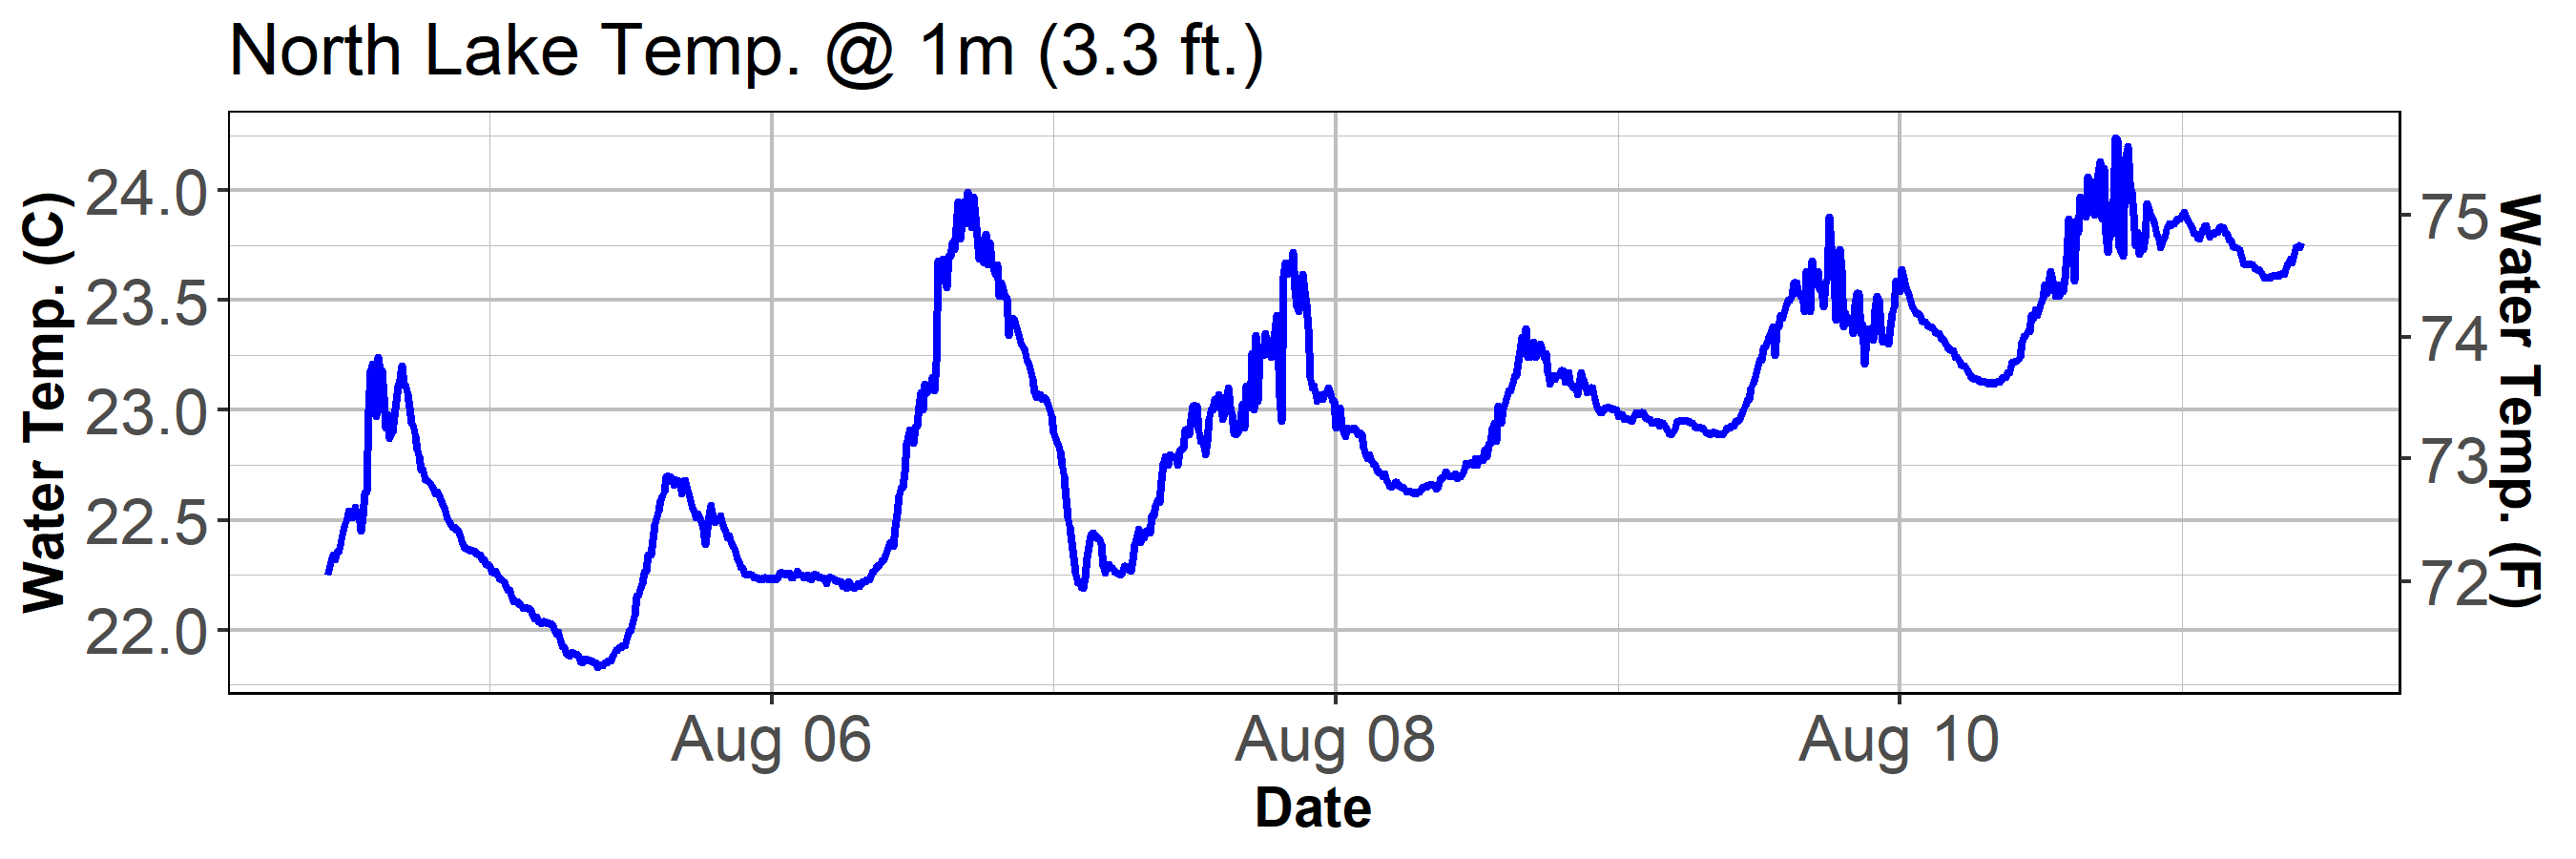 North Lake Temp. @ 1m (3.3 ft.)
Water Temp. (C)
24.0
23.5
23.0
22.5
22.0
75
74
73
72
Water Temp. (F)
Aug 06
Aug 08
Aug 10
Date